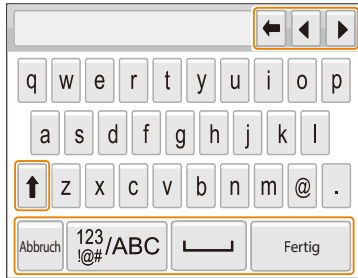 q w e r t y u i o p
a s d f g h j k l
z x c v b n m @ .
Abbruch 123 !@# /ABC Fertig